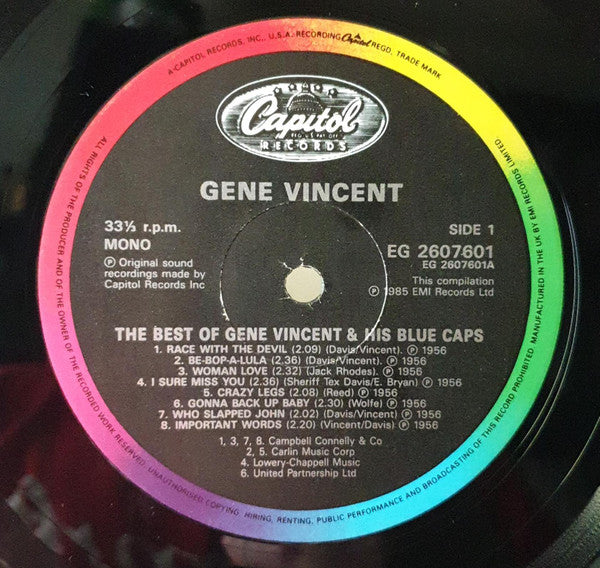 A-CAPITOL RECORDS, INC., U.S.A. RECORDING Capitol REGD. TRADE MARK
ALL RIGHTS OF THE PRODUCER AND OF THE OWNER OF THE RECORDED WORK RESERVED. UNAUTHORISED COPYING, HIRING, RENTING, PUBLIC PERFORMANCE AND BROADCASTING OF THIS RECORD PROHIBITED. MANUFACTURED IN THE UK BY EMI RECORDS LIMITED
Capitol
RECORDS
GENE VINCENT
33⅓ r.p.m.
MONO
℗ Original sound
recordings made by
Capitol Records Inc
SIDE 1
EG 2607601
EG 2607601A
This compilation
℗ 1985 EMI Records Ltd
THE BEST OF GENE VINCENT & HIS BLUE CAPS
1. RACE WITH THE DEVIL (2.09) (Davis/Vincent). ℗ 1956
2. BE-BOP-A-LULA (2.36) (Davis/Vincent). ℗ 1956
3. WOMAN LOVE (2.32) (Jack Rhodes). ℗ 1956
4. I SURE MISS YOU (2.36) (Sheriff Tex Davis/E. Bryan) ℗ 1956
5. CRAZY LEGS (2.08) (Reed) ℗ 1956
6. GONNA BACK UP BABY (2.30) (Wolfe) ℗ 1956
7. WHO SLAPPED JOHN (2.02) (Davis/Vincent) ℗ 1956
8. IMPORTANT WORDS (2.20) (Vincent/Davis) ℗ 1956
1, 3, 7, 8. Campbell Connelly & Co
2, 5. Carlin Music Corp
4. Lowery-Chappell Music
6. United Partnership Ltd